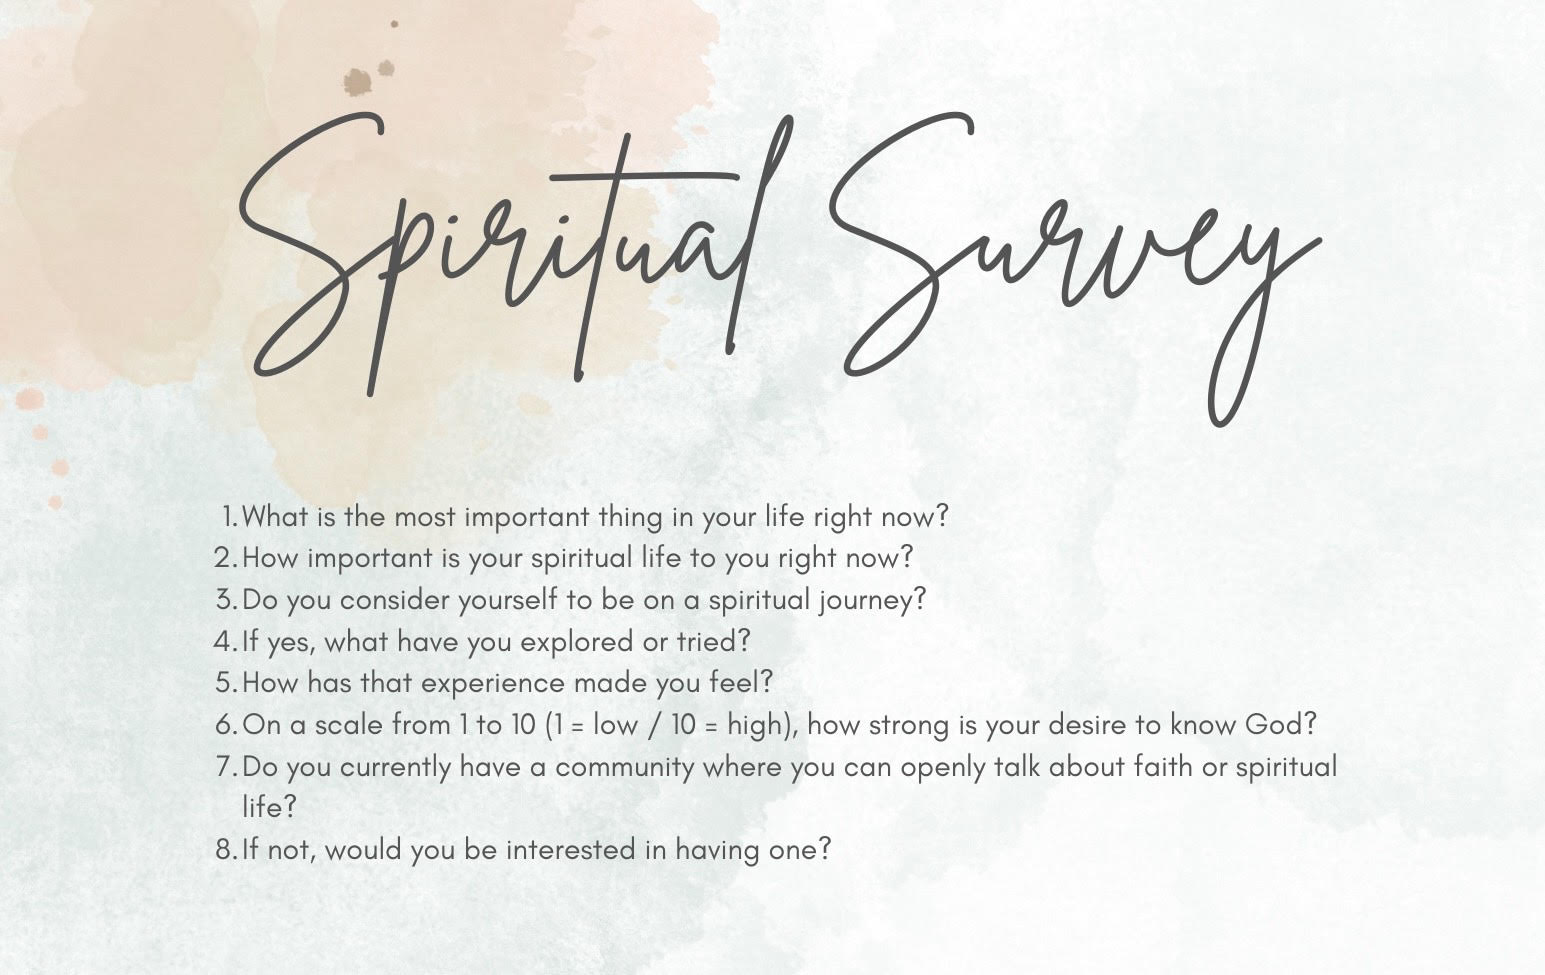 Spiritual Survey
1. What is the most important thing in your life right now?
2. How important is your spiritual life to you right now?
3. Do you consider yourself to be on a spiritual journey?
4. If yes, what have you explored or tried?
5. How has that experience made you feel?
6. On a scale from 1 to 10 (1 = low / 10 = high), how strong is your desire to know God?
7. Do you currently have a community where you can openly talk about faith or spiritual
life?
8. If not, would you be interested in having one?